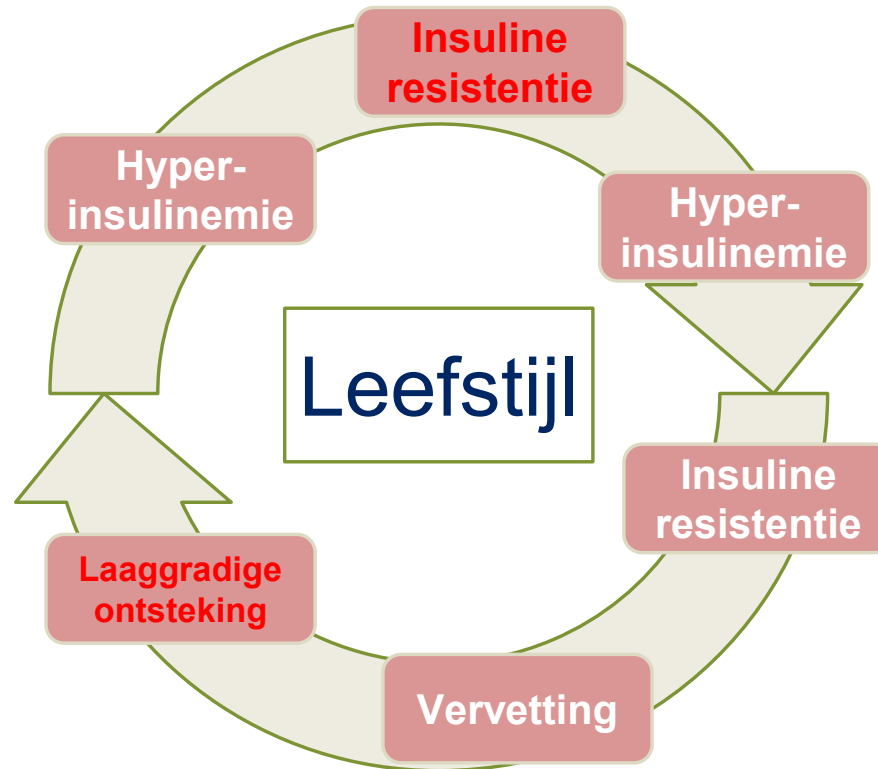 Insuline
resistentie
Hyper-
insulinemie
Hyper-
insulinemie
Leefstijl
Insuline
resistentie
Laaggradige
ontsteking
Vervetting